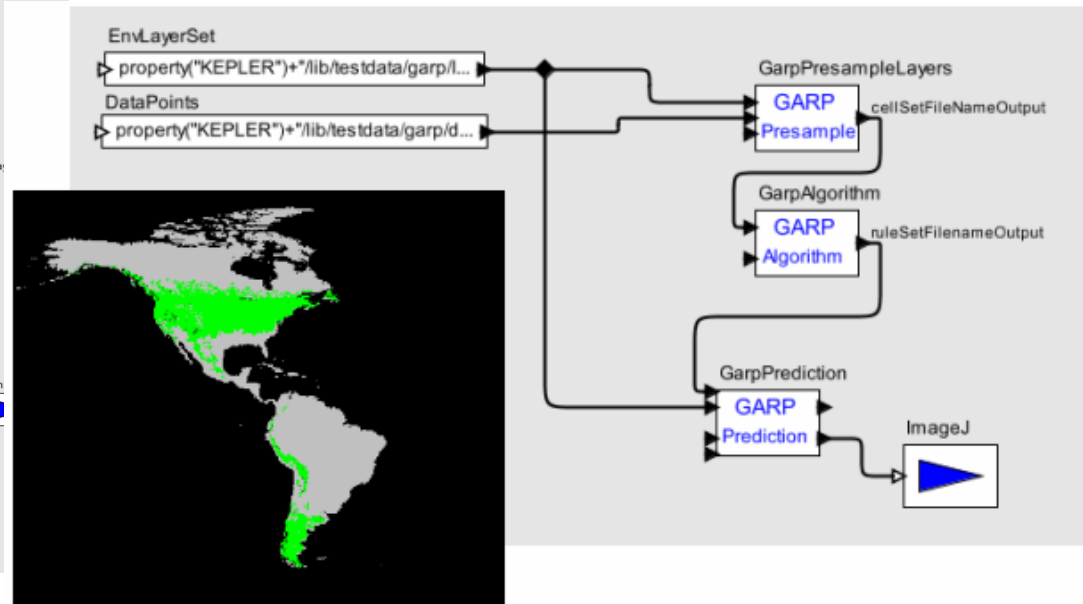 EnvLayerSet
property("KEPLER")+"/lib/testdata/garp/l...
DataPoints
property("KEPLER")+"/lib/testdata/garp/d...
GarpPresampleLayers
GARP
Presample
cellSetFileNameOutput
GarpAlgorithm
GARP
Algorithm
ruleSetFilenameOutput
GarpPrediction
GARP
Prediction
ImageJ